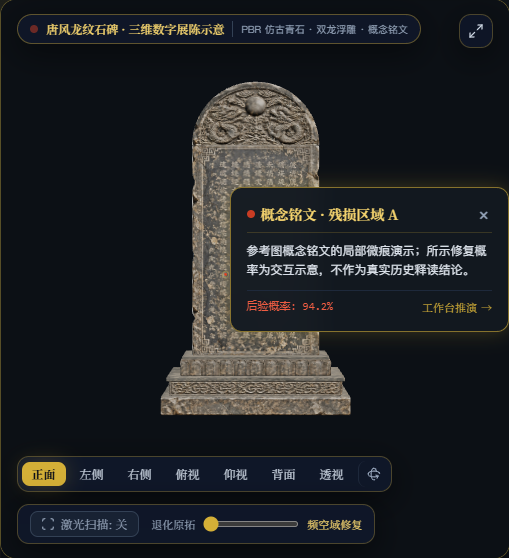 唐风龙纹石碑 · 三维数字展陈示意 PBR 仿古青石 · 双龙浮雕 · 概念铭文
概念铭文 · 残损区域 A ×
参考图概念铭文的局部微痕演示；所示修复概
率为交互示意，不作为真实历史释读结论。
后验概率: 94.2% 工作台推演 →
正面 左侧 右侧 俯视 仰视 背面 透视
激光扫描: 关 退化原拓 频空域修复